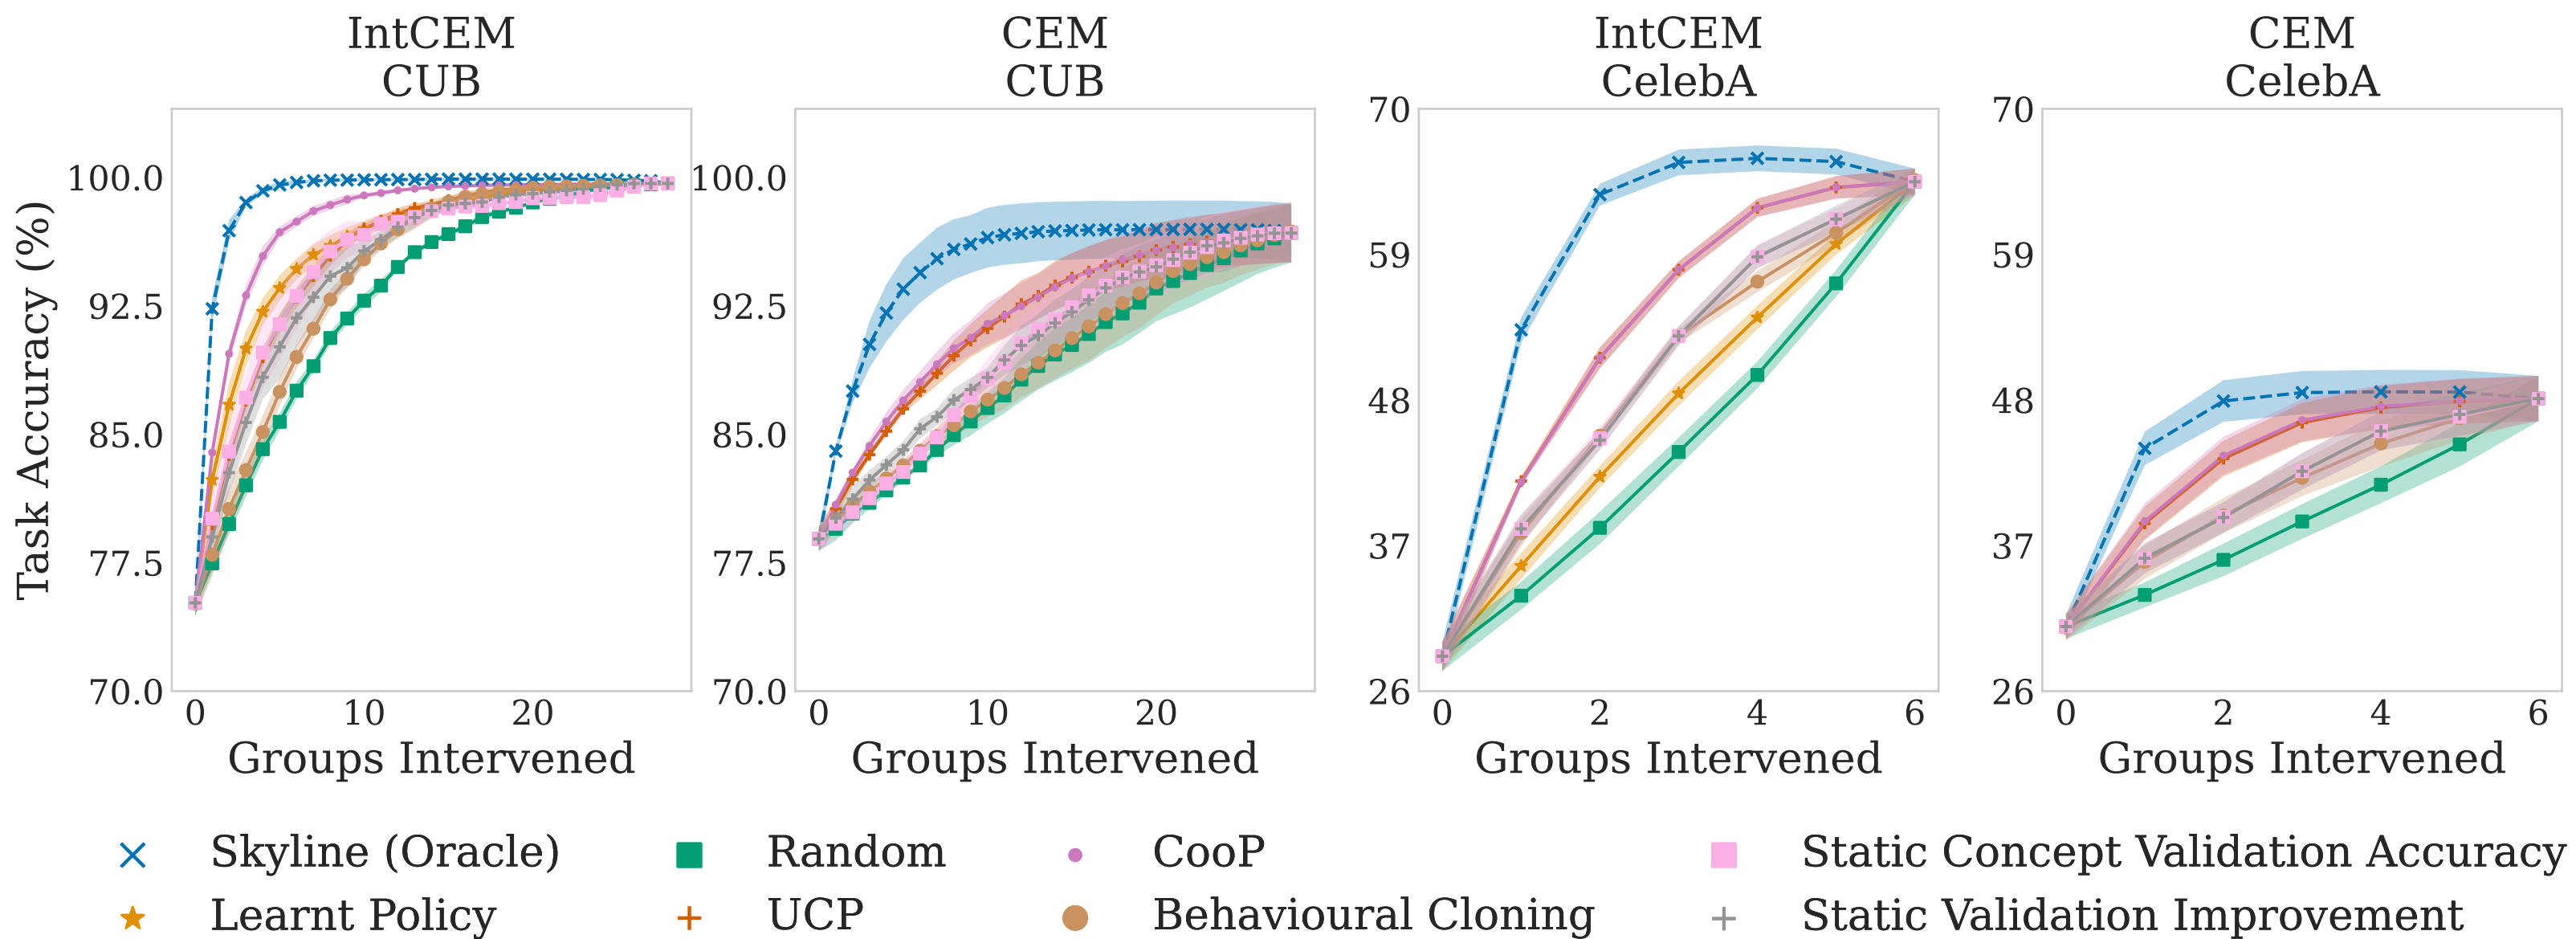 IntCEM
CUB
CEM
CUB
IntCEM
CelebA
CEM
CelebA
Task Accuracy (%)
100.0
92.5
85.0
77.5
70.0
0
10
20
Groups Intervened
100.0
92.5
85.0
77.5
70.0
0
10
20
Groups Intervened
70
59
48
37
26
0
2
4
6
Groups Intervened
70
59
48
37
26
0
2
4
6
Groups Intervened
Skyline (Oracle)
Random
CooP
Static Concept Validation Accuracy
Learnt Policy
UCP
Behavioural Cloning
Static Validation Improvement